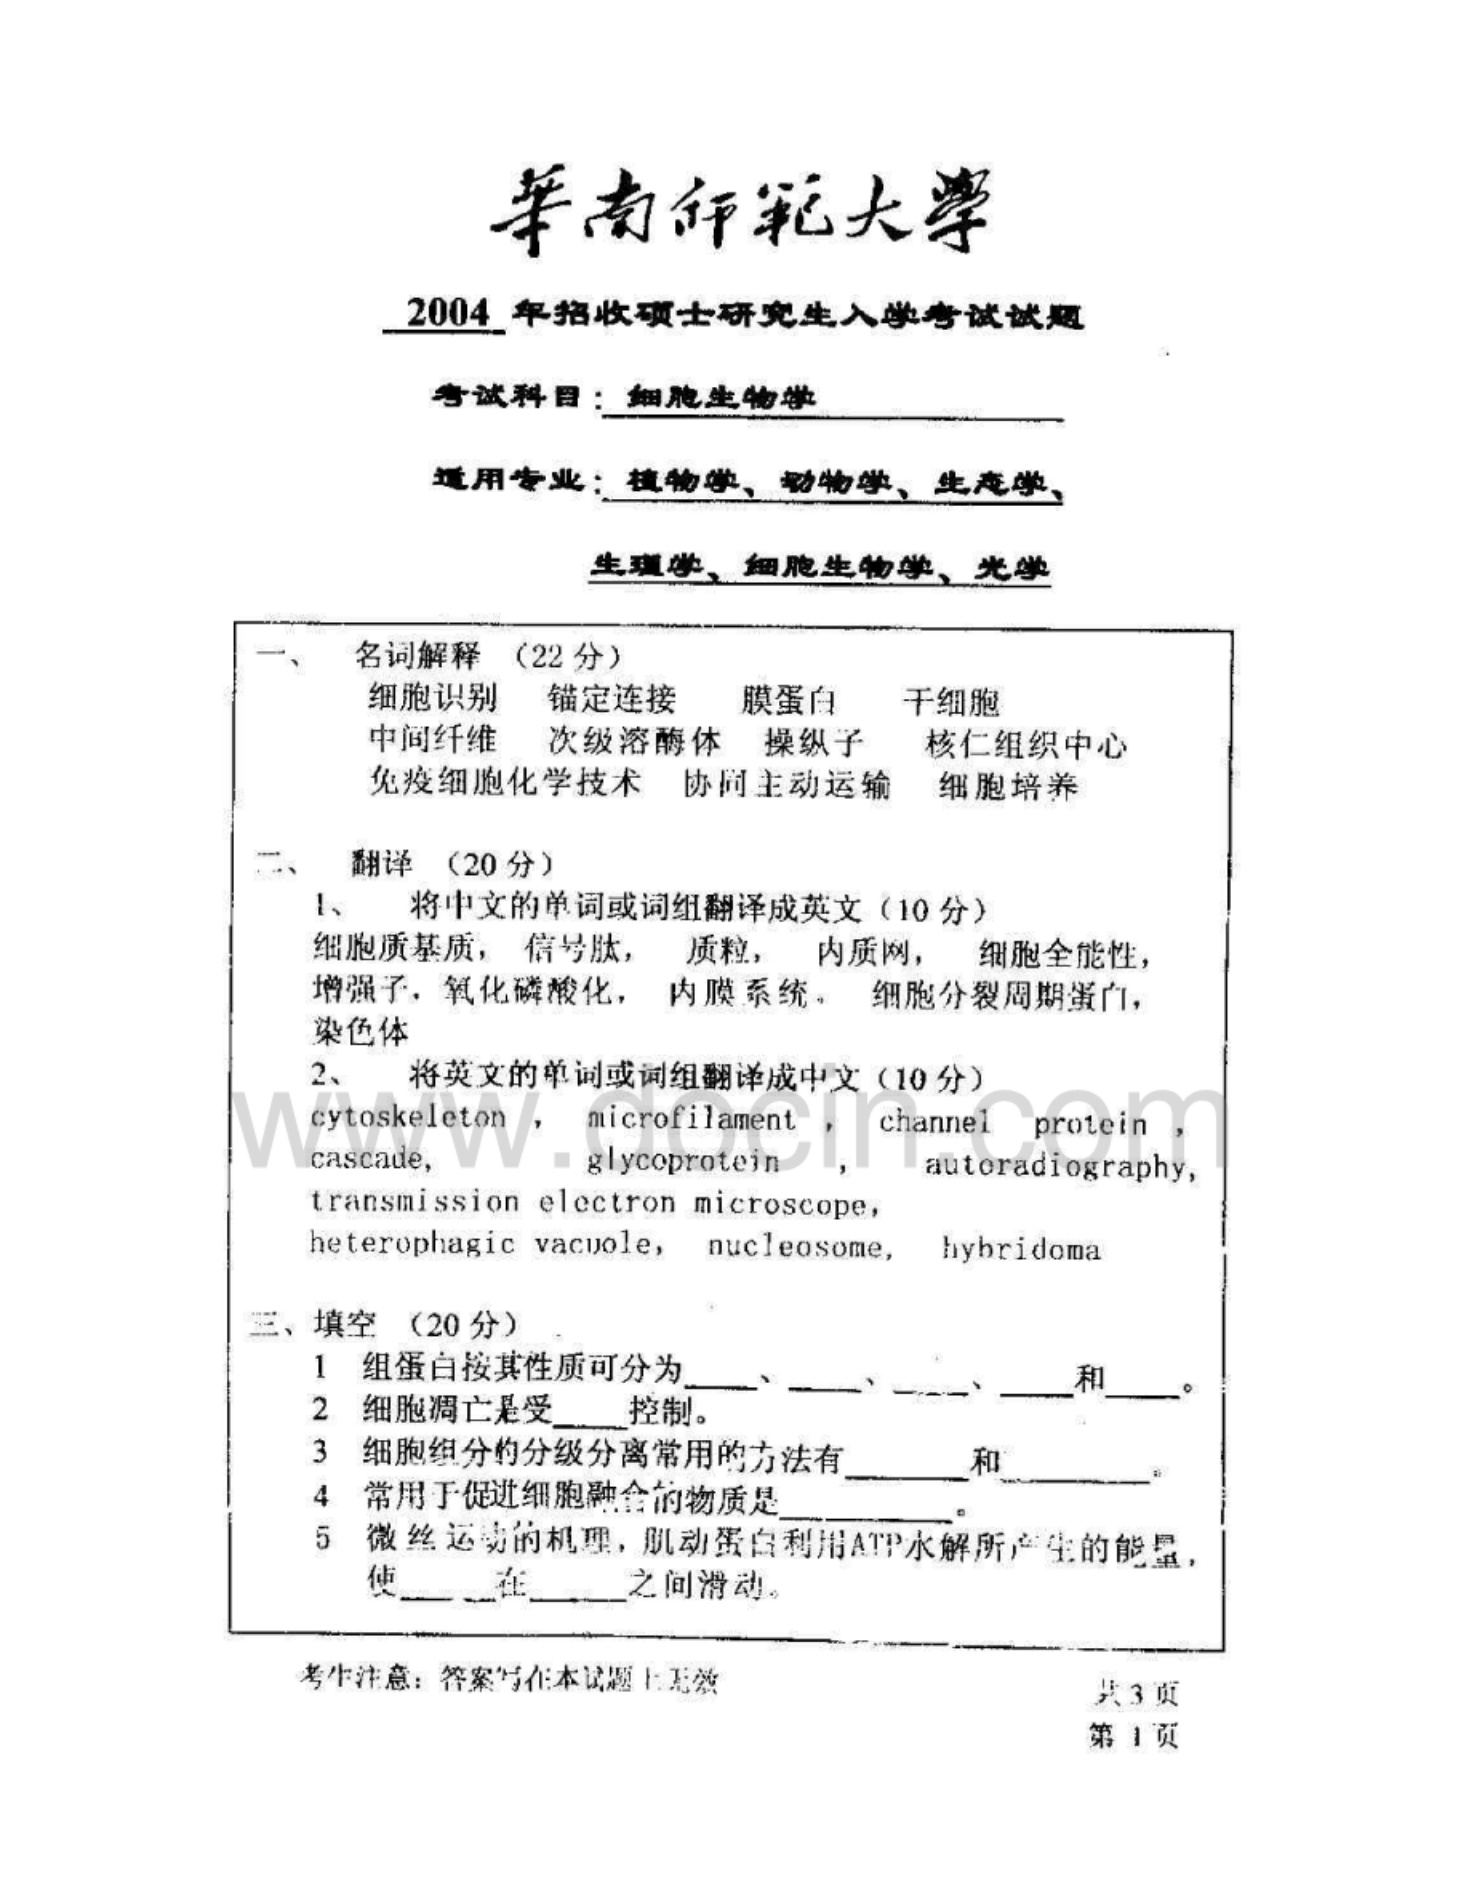 華南师範大學
2004 年招收硕士研究生入学考试试题
考试科目：细胞生物学
适用专业：植物学、动物学、生态学、
生理学、细胞生物学、光学
一、 名词解释 （22 分）
细胞识别 锚定连接 膜蛋白 干细胞
中间纤维 次级溶酶体 操纵子 核仁组织中心
免疫细胞化学技术 协同主动运输 细胞培养
二、 翻译 （20 分）
1、 将中文的单词或词组翻译成英文（10 分）
细胞质基质， 信号肽， 质粒， 内质网， 细胞全能性，
增强子，氧化磷酸化， 内膜系统。 细胞分裂周期蛋白，
染色体
2、 将英文的单词或词组翻译成中文（10 分）
cytoskeleton ， microfilament ， channel protein ，
cascade, glycoprotein ， autoradiography,
transmission electron microscope,
heterophagic vacuole, nucleosome, hybridoma
三、填空 （20 分）
1 组蛋白按其性质可分为____、____、____、____和____。
2 细胞凋亡是受____控制。
3 细胞组分的分级分离常用的方法有______和________。
4 常用于促进细胞融合的物质是_________。
5 微丝运动的机理，肌动蛋白利用ATP水解所产生的能量，
使_____在_____之间滑动。
考生注意：答案写在本试题上无效
共 3 页
第 1 页
www.docin.com